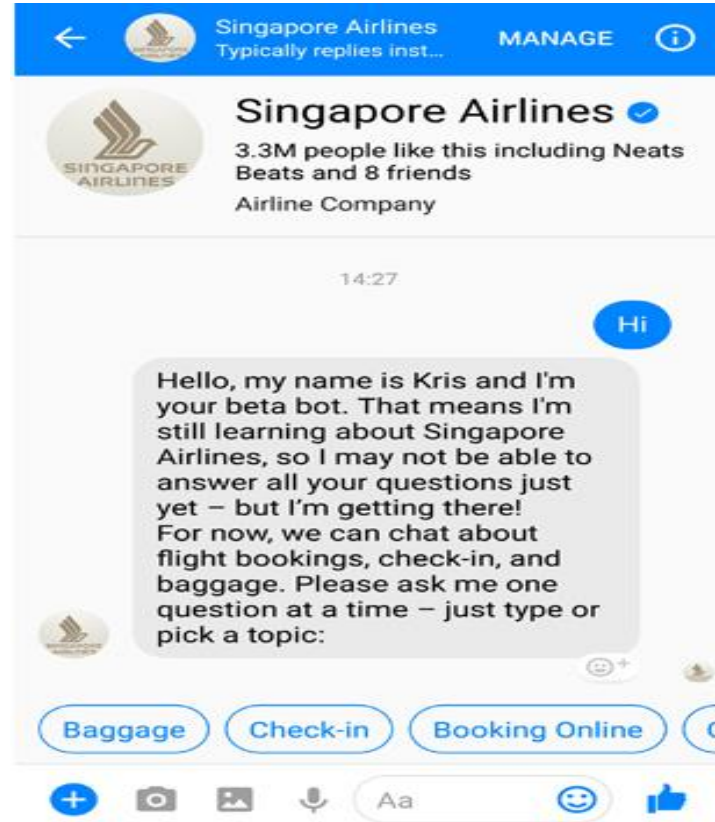 Singapore Airlines
Typically replies inst...
MANAGE
Singapore Airlines
3.3M people like this including Neats
Beats and 8 friends
Airline Company
SINGAPORE
AIRLINES
14:27
Hi
Hello, my name is Kris and I'm
your beta bot. That means I'm
still learning about Singapore
Airlines, so I may not be able to
answer all your questions just
yet – but I’m getting there!
For now, we can chat about
flight bookings, check-in, and
baggage. Please ask me one
question at a time – just type or
pick a topic:
Baggage
Check-in
Booking Online
Aa